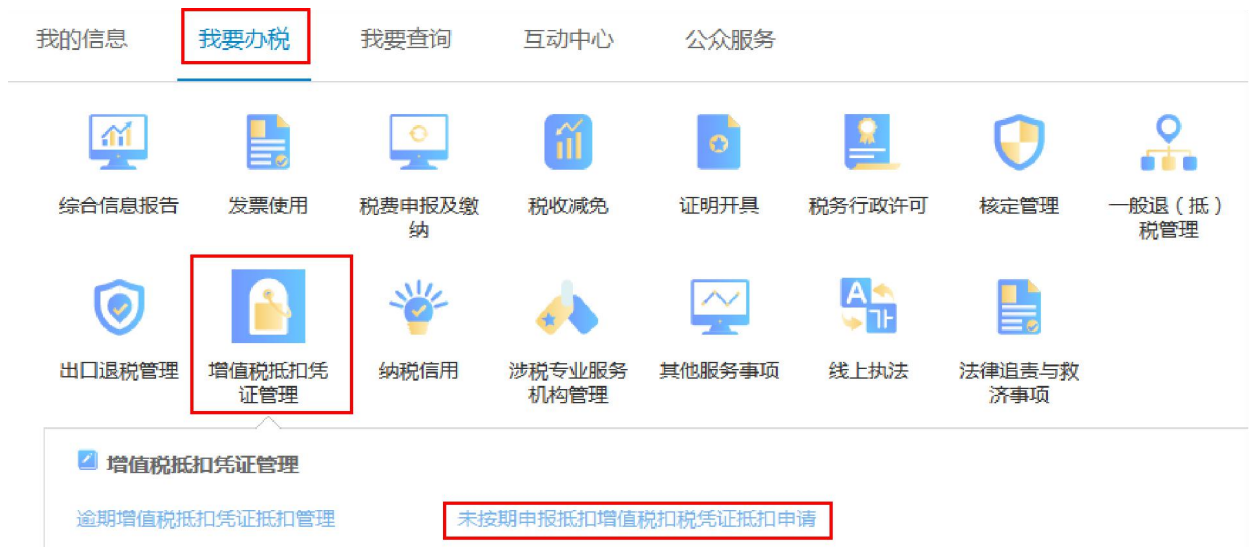 我的信息 我要办税 我要查询 互动中心 公众服务
综合信息报告 发票使用 税费申报及缴纳 税收减免 证明开具 税务行政许可 核定管理 一般退（抵）税管理
出口退税管理 增值税抵扣凭证管理 纳税信用 涉税专业服务机构管理 其他服务事项 A 가 线上执法 法律追责与救济事项
增值税抵扣凭证管理
逾期增值税抵扣凭证抵扣管理 未按期申报抵扣增值税扣税凭证抵扣申请